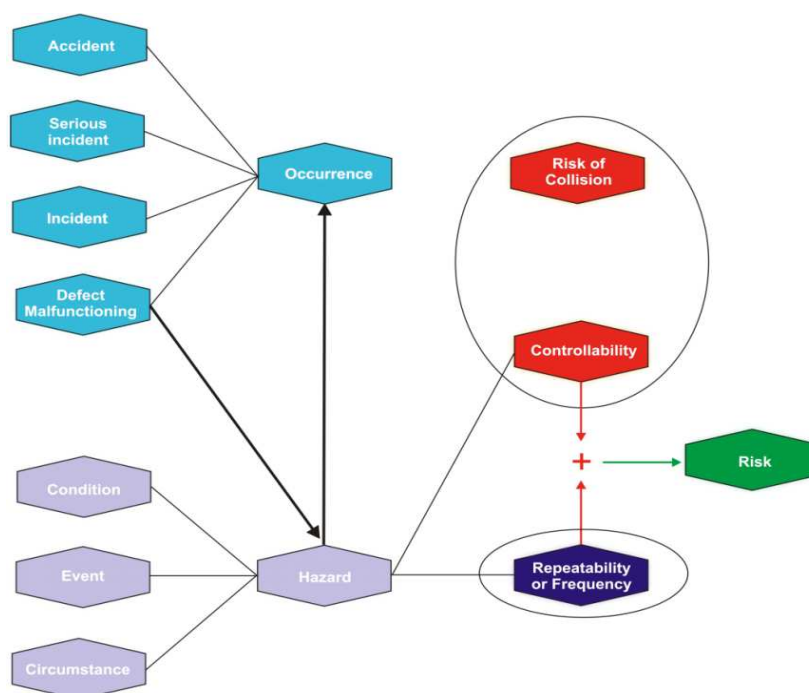 Accident
Serious
incident
Incident
Defect
Malfunctioning
Occurrence
Condition
Event
Circumstance
Hazard
Risk of
Collision
Controllability
+
Repeatability
or Frequency
Risk